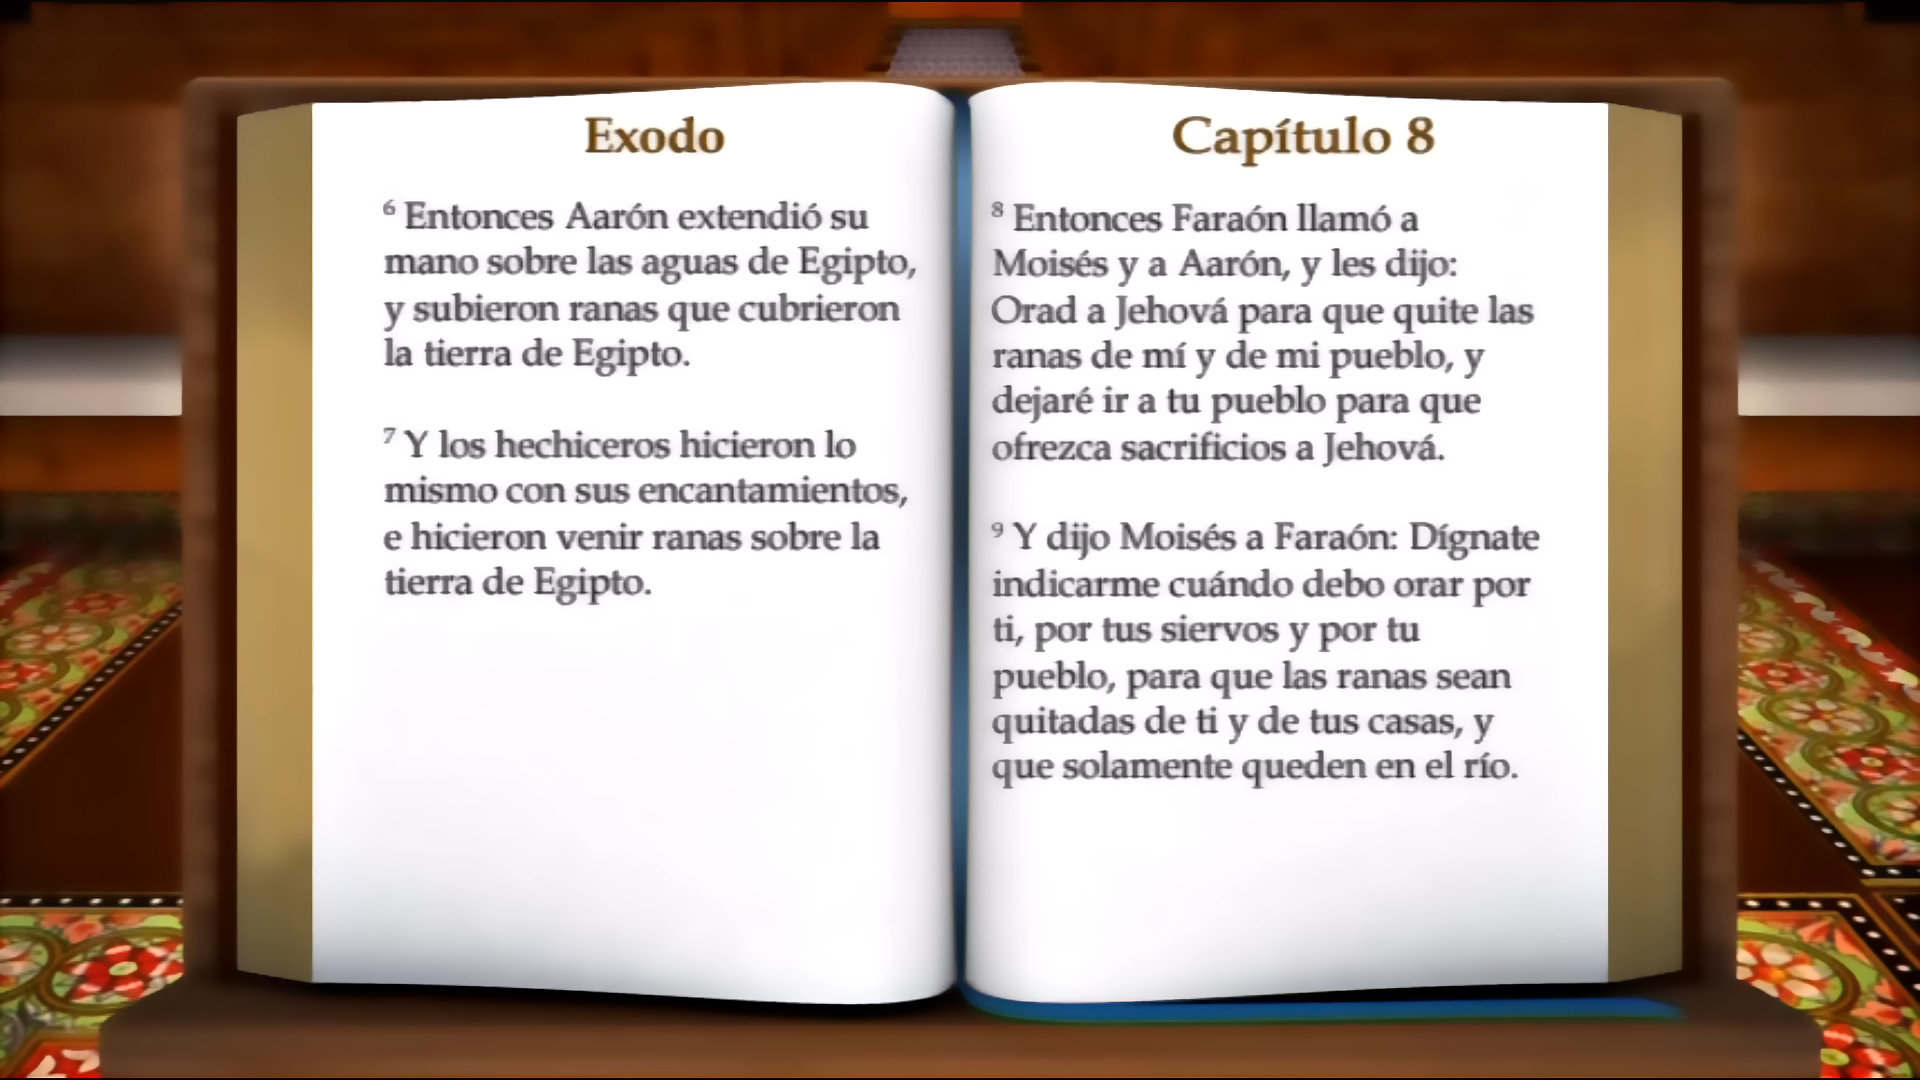 Exodo
6 Entonces Aarón extendió su
mano sobre las aguas de Egipto,
y subieron ranas que cubrieron
la tierra de Egipto.
7 Y los hechiceros hicieron lo
mismo con sus encantamientos,
e hicieron venir ranas sobre la
tierra de Egipto.
Capítulo 8
8 Entonces Faraón llamó a
Moisés y a Aarón, y les dijo:
Orad a Jehová para que quite las
ranas de mí y de mi pueblo, y
dejaré ir a tu pueblo para que
ofrezca sacrificios a Jehová.
9 Y dijo Moisés a Faraón: Dígnate
indicarme cuándo debo orar por
ti, por tus siervos y por tu
pueblo, para que las ranas sean
quitadas de ti y de tus casas, y
que solamente queden en el río.